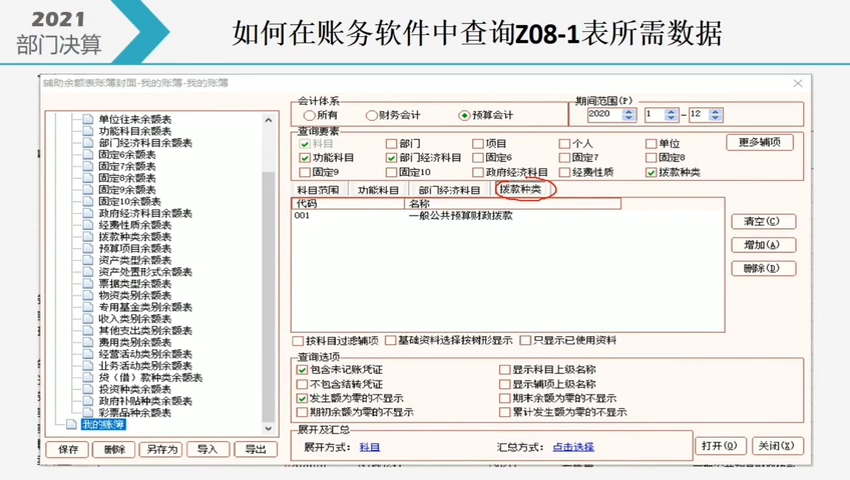 2021
部门决算
如何在账务软件中查询Z08-1表所需数据
辅助余额表账簿封面-我的账簿-我的账簿
单位往来余额表
功能科目余额表
部门经济科目余额表
固定6余额表
固定7余额表
固定8余额表
固定9余额表
固定10余额表
政府经济科目余额表
经费性质余额表
拨款种类余额表
预算项目余额表
资产类型余额表
资产处置形式余额表
票据类型余额表
物资类别余额表
专用基金类别余额表
收入类别余额表
其他支出类别余额表
费用类别余额表
经营活动类别余额表
业务活动类别余额表
贷（借）款种类余额表
投资种类余额表
政府补贴种类余额表
彩票品种余额表
我的账簿
保存 删除 另存为 导入 导出
会计体系
所有 财务会计 预算会计
期间范围(P)
2020 1 - 12
查询要素
科目 部门 项目 个人 单位
功能科目 部门经济科目 固定6 固定7 固定8
固定9 固定10 政府经济科目 经费性质 拨款种类
更多辅项
科目范围 功能科目 部门经济科目 拨款种类
代码 名称
001 一般公共预算财政拨款
清空(C)
增加(A)
删除(D)
按科目过滤辅项 基础资料选择按树形显示 只显示已使用资料
查询选项
包含未记账凭证 显示科目上级名称
不包含结转凭证 显示辅项上级名称
发生额为零的不显示 期末余额为零的不显示
期初余额为零的不显示 累计发生额为零的不显示
展开及汇总
展开方式：科目 汇总方式：点击选择
打开(O) 关闭(X)